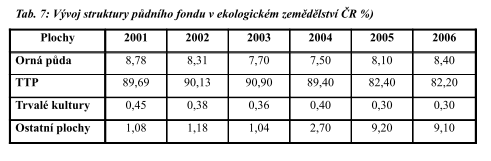 Tab. 7: Vývoj struktury půdního fondu v ekologickém zemědělství ČR %)
Plochy 2001 2002 2003 2004 2005 2006
Orná půda 8,78 8,31 7,70 7,50 8,10 8,40
TTP 89,69 90,13 90,90 89,40 82,40 82,20
Trvalé kultury 0,45 0,38 0,36 0,40 0,30 0,30
Ostatní plochy 1,08 1,18 1,04 2,70 9,20 9,10